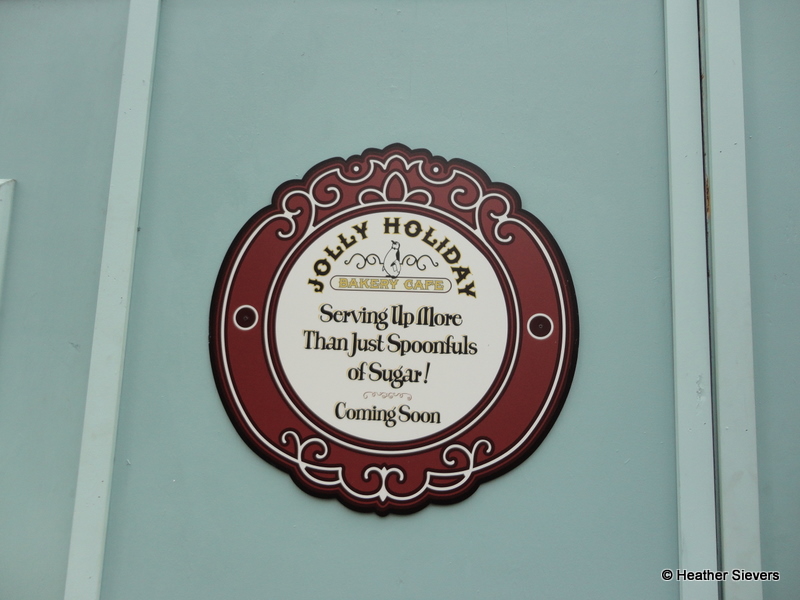 JOLLY HOLIDAY
BAKERY CAFE
Serving Up More
Than Just Spoonfuls
of Sugar!
Coming Soon
© Heather Sievers